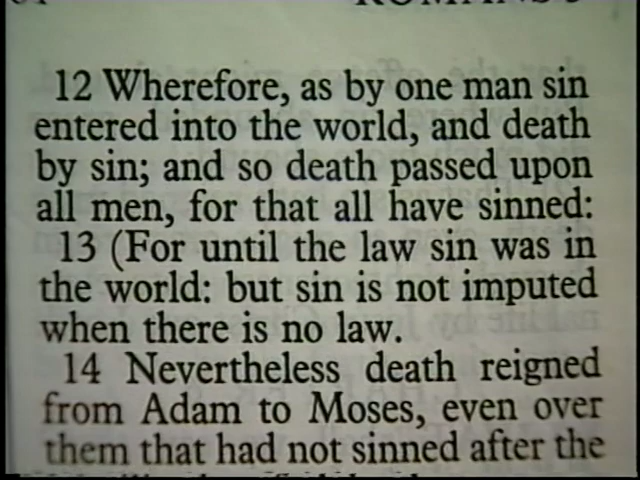 ROMANS 5
12 Wherefore, as by one man sin
entered into the world, and death
by sin; and so death passed upon
all men, for that all have sinned:
13 (For until the law sin was in
the world: but sin is not imputed
when there is no law.
14 Nevertheless death reigned
from Adam to Moses, even over
them that had not sinned after the